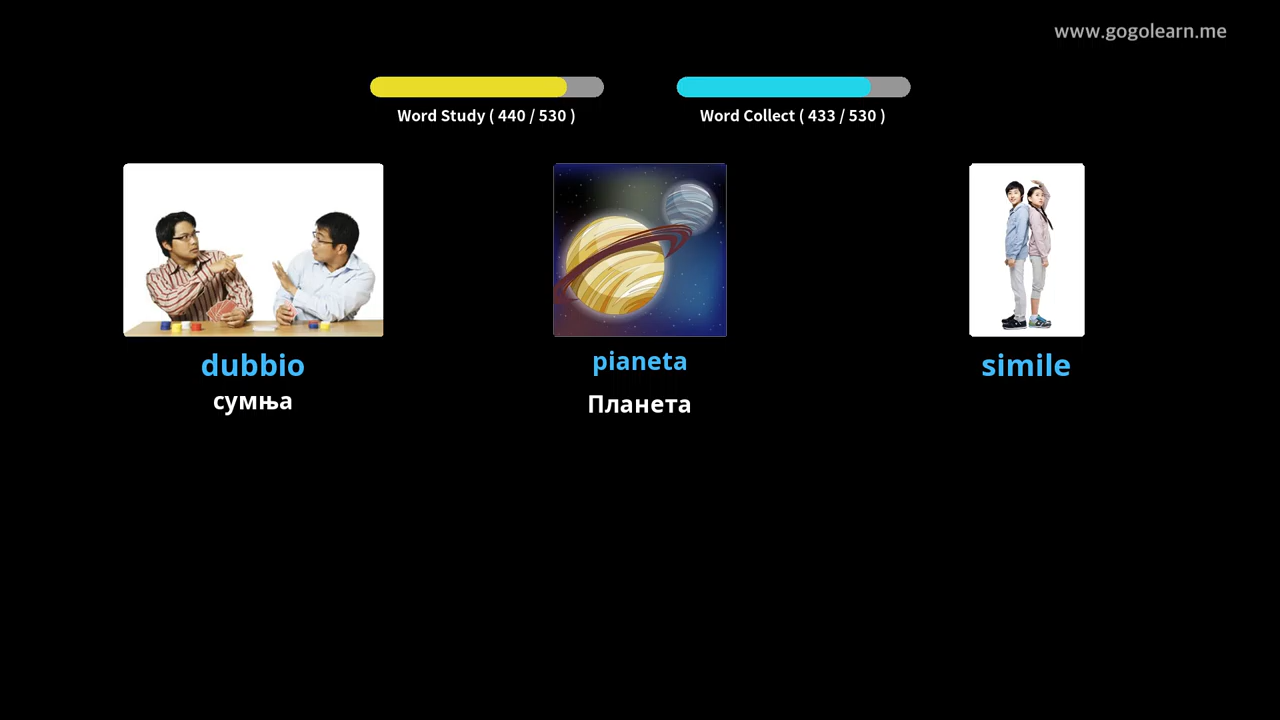 www.gogolearn.me
Word Study ( 440 / 530 )
Word Collect ( 433 / 530 )
dubbio
сумња
pianeta
Планета
simile